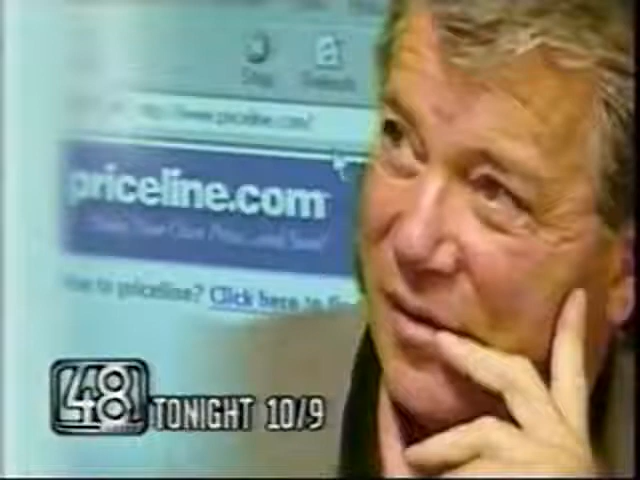 http://www.priceline.com/
priceline.com
Name Your Own Price...and Save!
priceline? Click here to
48
TONIGHT 10/9